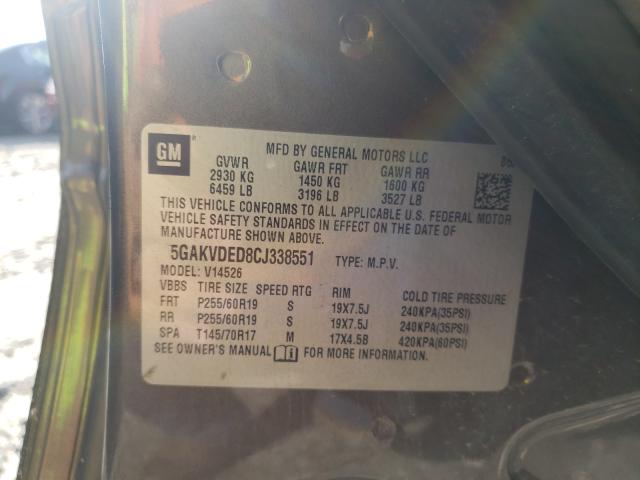 GM
MFD BY GENERAL MOTORS LLC
GVWR GAWR FRT GAWR RR
2930 KG 1450 KG 1600 KG
6459 LB 3196 LB 3527 LB
THIS VEHICLE CONFORMS TO ALL APPLICABLE U.S. FEDERAL MOTOR
VEHICLE SAFETY STANDARDS IN EFFECT ON THE DATE OF
MANUFACTURE SHOWN ABOVE.
5GAKVDED8CJ338551 TYPE: M.P.V.
MODEL: V14526
VBBS TIRE SIZE SPEED RTG RIM COLD TIRE PRESSURE
FRT P255/60R19 S 19X7.5J 240KPA(35PSI)
RR P255/60R19 S 19X7.5J 240KPA(35PSI)
SPA T145/70R17 M 17X4.5B 420KPA(60PSI)
SEE OWNER'S MANUAL FOR MORE INFORMATION.